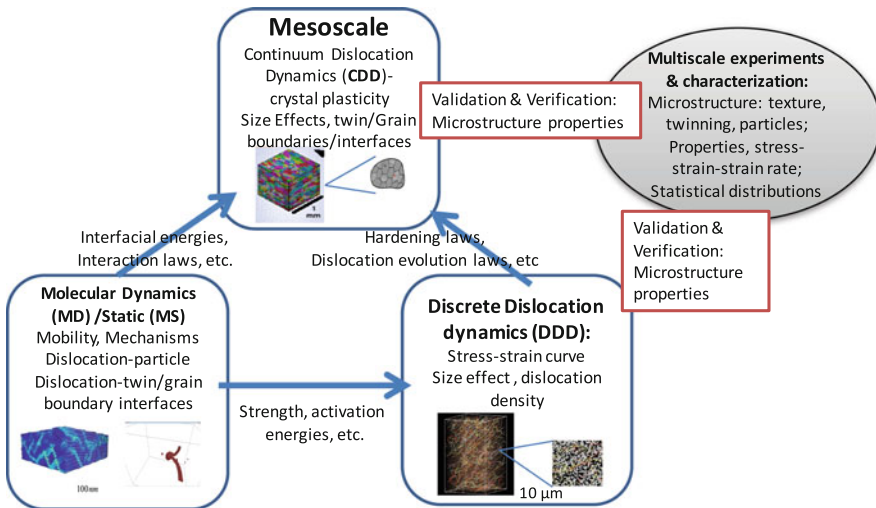 Mesoscale
Continuum Dislocation
Dynamics (CDD)-
crystal plasticity
Size Effects, twin/Grain
boundaries/interfaces
1
mm
Validation & Verification:
Microstructure properties
Multiscale experiments
& characterization:
Microstructure: texture,
twinning, particles;
Properties, stress-
strain-strain rate;
Statistical distributions
Validation &
Verification:
Microstructure
properties
Interfacial energies,
Interaction laws, etc.
Hardening laws,
Dislocation evolution laws, etc
Molecular Dynamics
(MD) /Static (MS)
Mobility, Mechanisms
Dislocation-particle
Dislocation-twin/grain
boundary interfaces
100nm
Strength, activation
energies, etc.
Discrete Dislocation
dynamics (DDD):
Stress-strain curve
Size effect , dislocation
density
10 μm